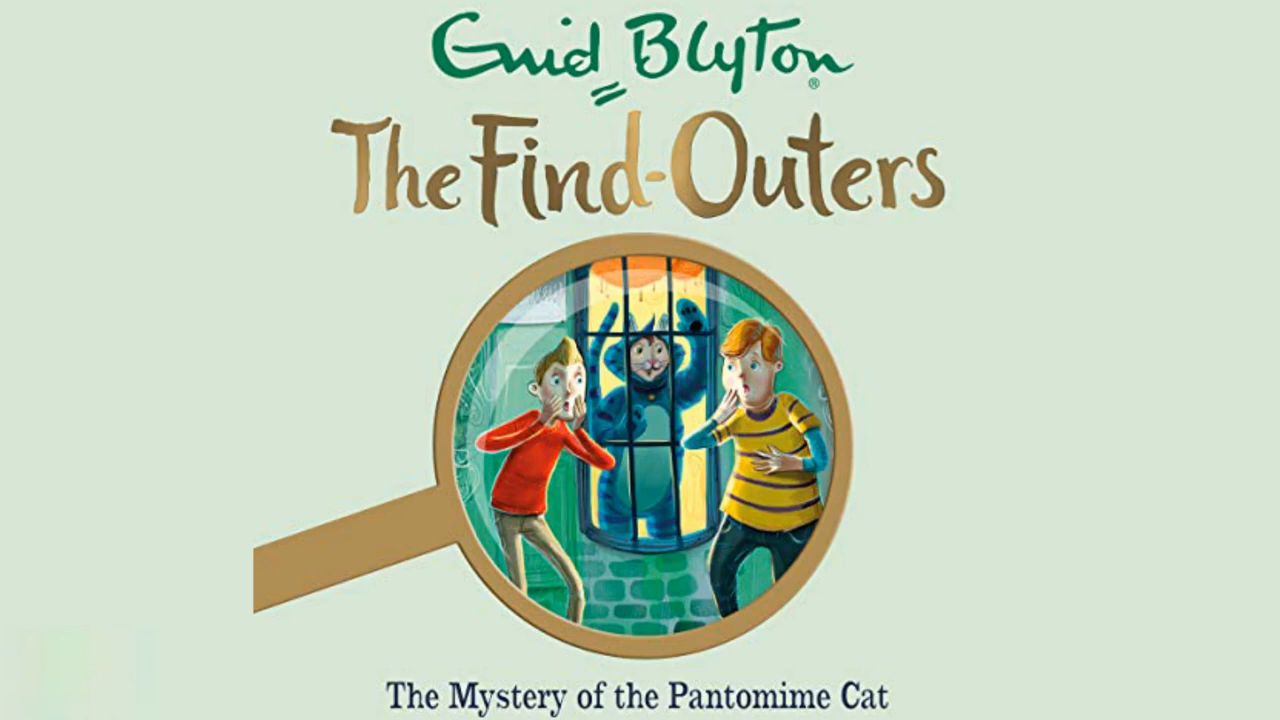 Enid Blyton®
The Find-Outers
The Mystery of the Pantomime Cat